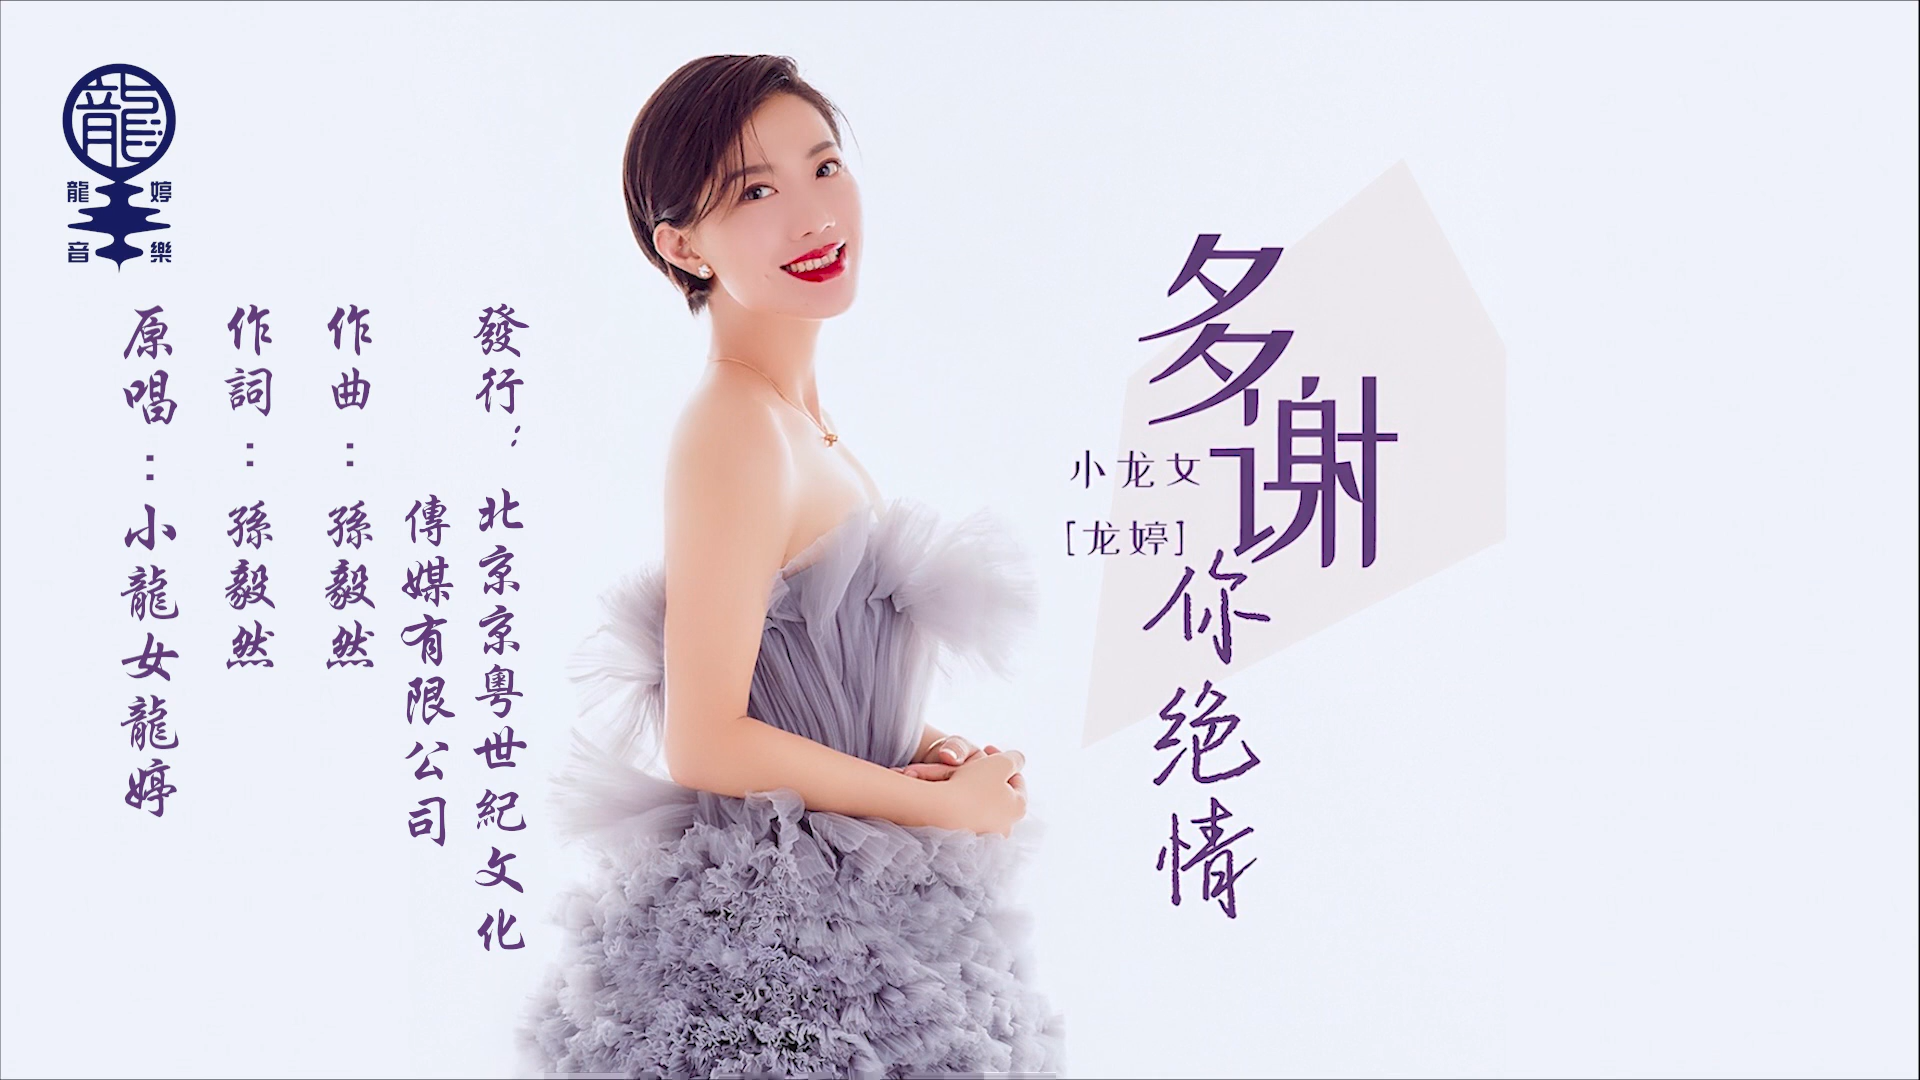 龍
龍婷
音樂
原唱：小龍女龍婷
作詞：孫毅然
作曲：孫毅然
發行：北京京粵世紀文化
傳媒有限公司
多谢
你绝情
小龙女
[龙婷]